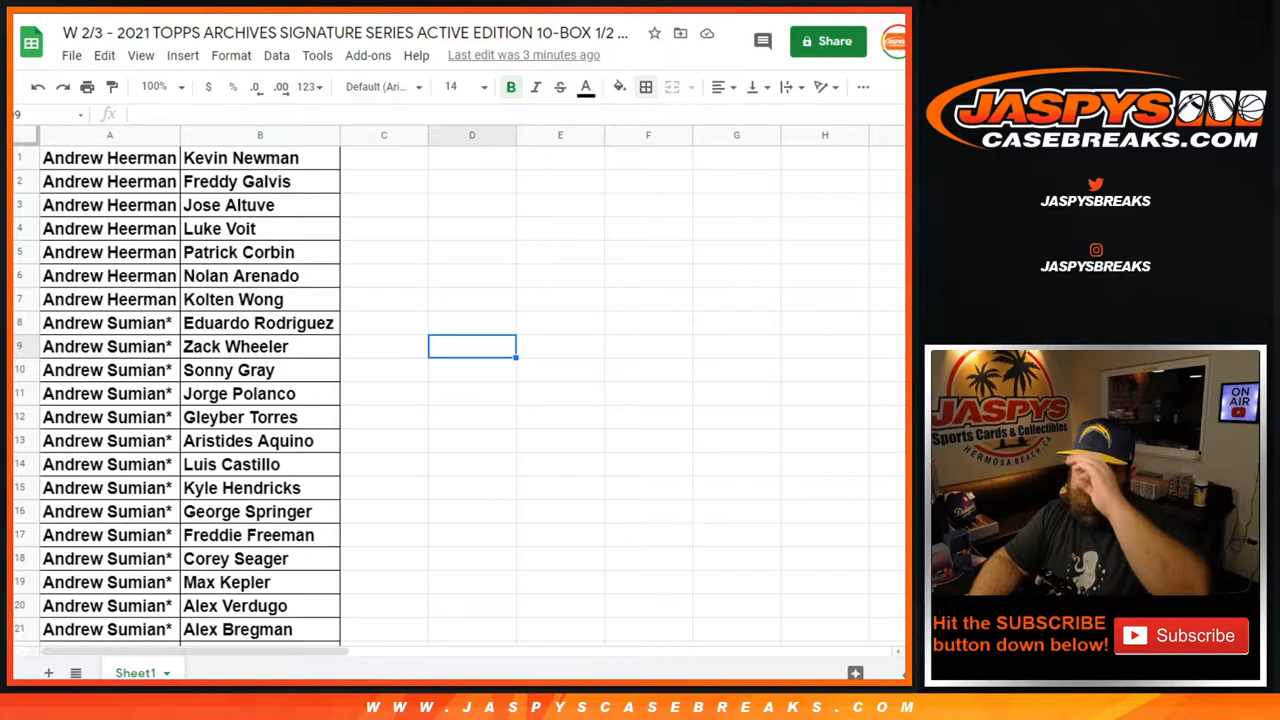 W 2/3 - 2021 TOPPS ARCHIVES SIGNATURE SERIES ACTIVE EDITION 10-BOX 1/2 ...
File Edit View Insert Format Data Tools Add-ons Help Last edit was 3 minutes ago
Share
100% $ % .0 .00 123 Default (Ari... 14 B I S A
9 fx
A B C D E F G H
1 Andrew Heerman Kevin Newman
2 Andrew Heerman Freddy Galvis
3 Andrew Heerman Jose Altuve
4 Andrew Heerman Luke Voit
5 Andrew Heerman Patrick Corbin
6 Andrew Heerman Nolan Arenado
7 Andrew Heerman Kolten Wong
8 Andrew Sumian* Eduardo Rodriguez
9 Andrew Sumian* Zack Wheeler
10 Andrew Sumian* Sonny Gray
11 Andrew Sumian* Jorge Polanco
12 Andrew Sumian* Gleyber Torres
13 Andrew Sumian* Aristides Aquino
14 Andrew Sumian* Luis Castillo
15 Andrew Sumian* Kyle Hendricks
16 Andrew Sumian* George Springer
17 Andrew Sumian* Freddie Freeman
18 Andrew Sumian* Corey Seager
19 Andrew Sumian* Max Kepler
20 Andrew Sumian* Alex Verdugo
21 Andrew Sumian* Alex Bregman
Sheet1
JASPYS
CASEBREAKS.COM
JASPYSBREAKS
JASPYSBREAKS
JASPYS
Sports Cards & Collectibles
HERMOSA BEACH, CA
ON
AIR
Dodgers
Hit the SUBSCRIBE
button down below!
Subscribe
WWW.JASPYSCASEBREAKS.COM